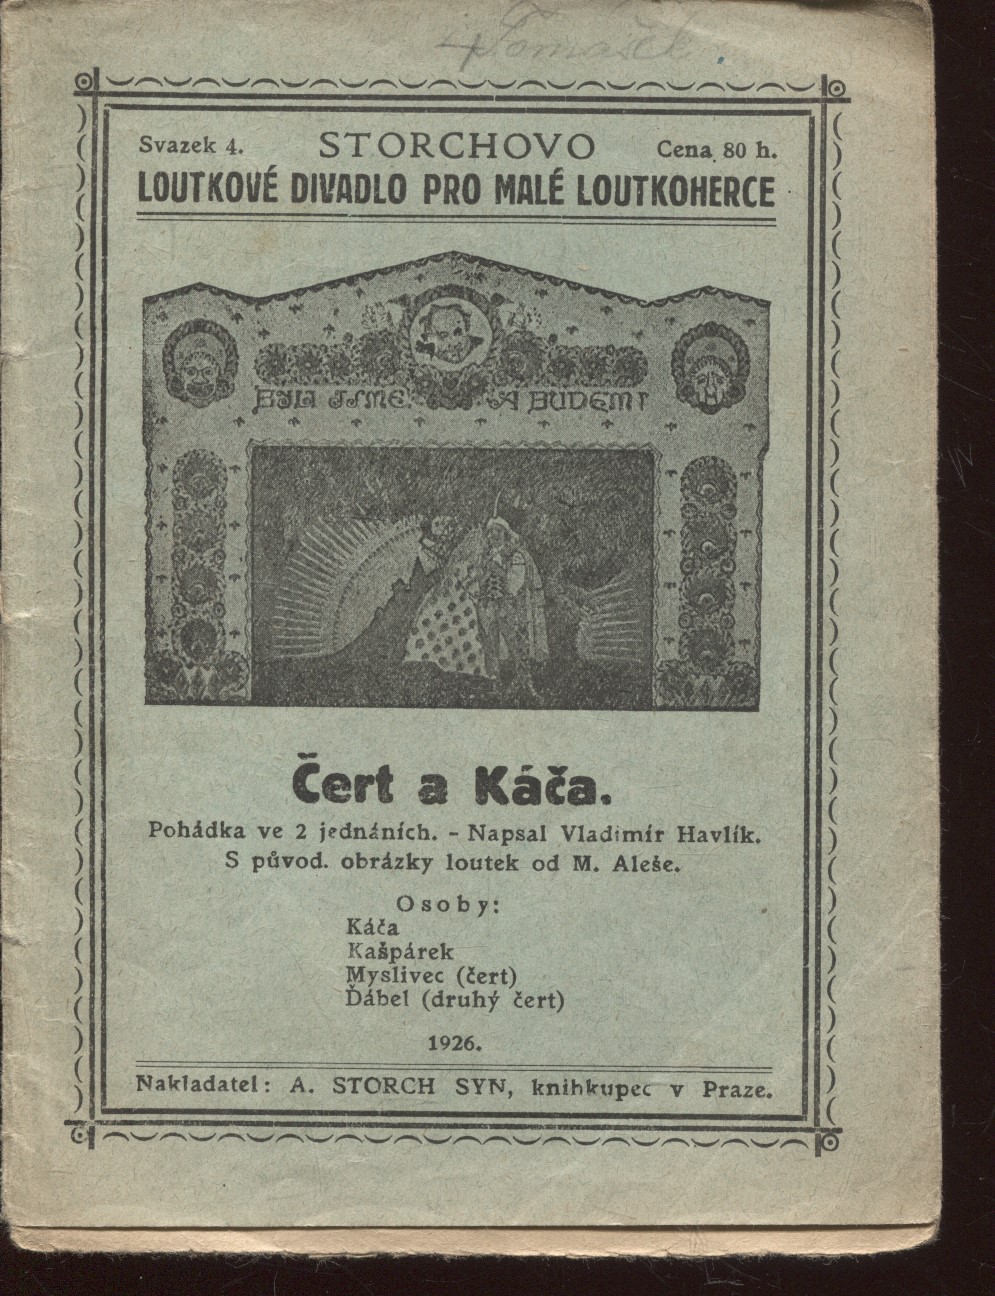 Tomášek
Svazek 4. STORCHOVO Cena 80 h.
LOUTKOVÉ DIVADLO PRO MALÉ LOUTKOHERCE
BYLI JSME A BUDEM!
Čert a Káča.
Pohádka ve 2 jednáních. - Napsal Vladimír Havlík.
S původ. obrázky loutek od M. Aleše.
Osoby:
Káča
Kašpárek
Myslivec (čert)
Ďábel (druhý čert)
1926.
Nakladatel: A. STORCH SYN, knihkupec v Praze.